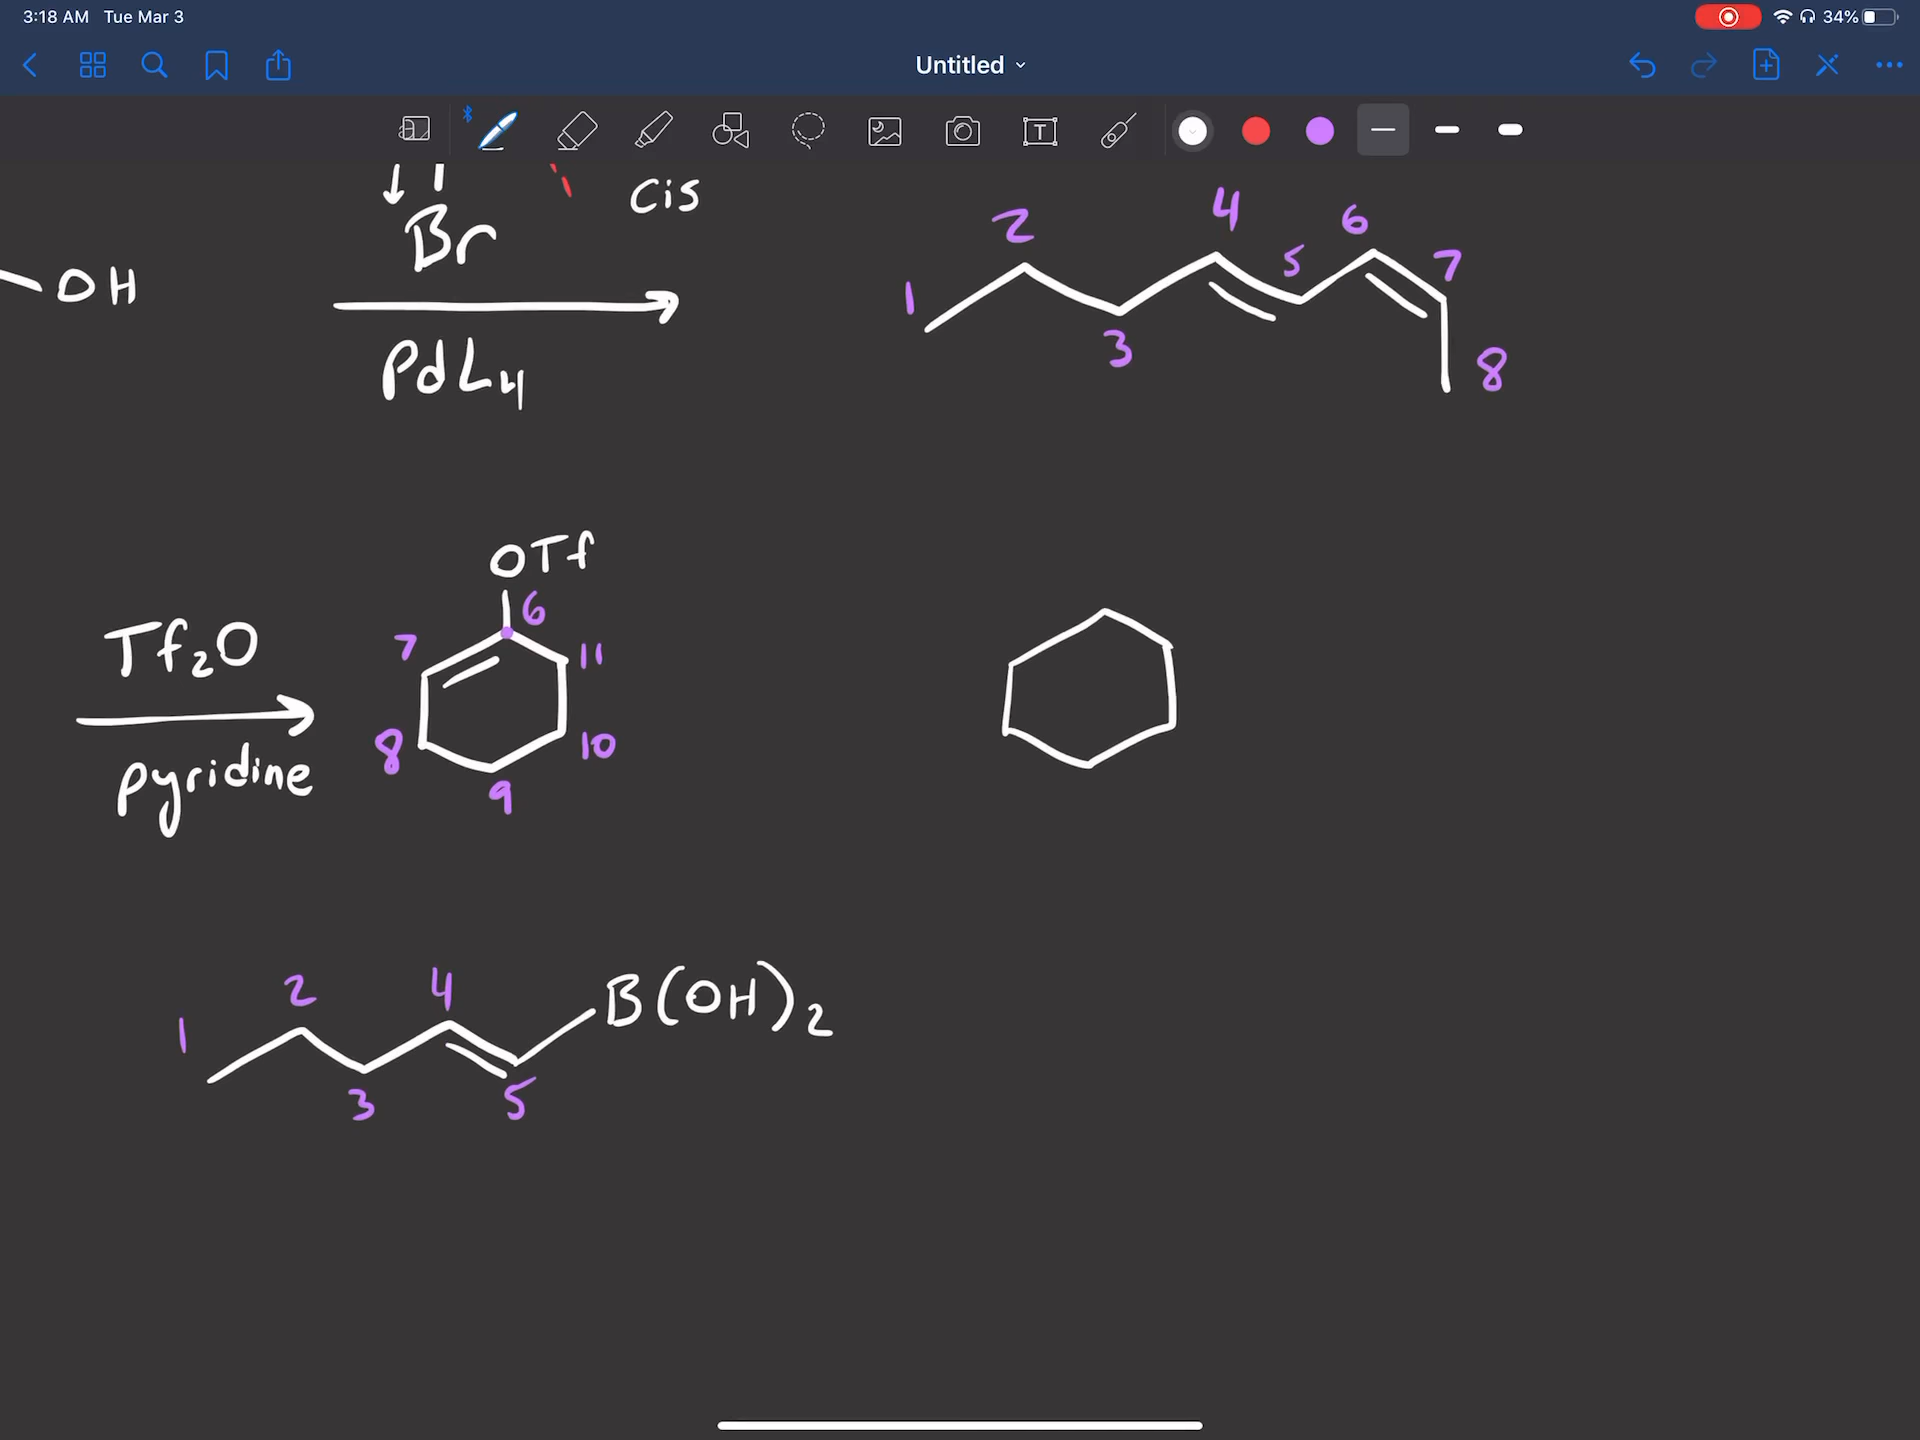 3:18 AM Tue Mar 3
34%
Untitled
T
Cis
Br
OH
PdL4
1 2 3 4 5 6 7 8
OTf
6
7
11
Tf2O
pyridine
8
10
9
1 2 3 4 5
B(OH)2